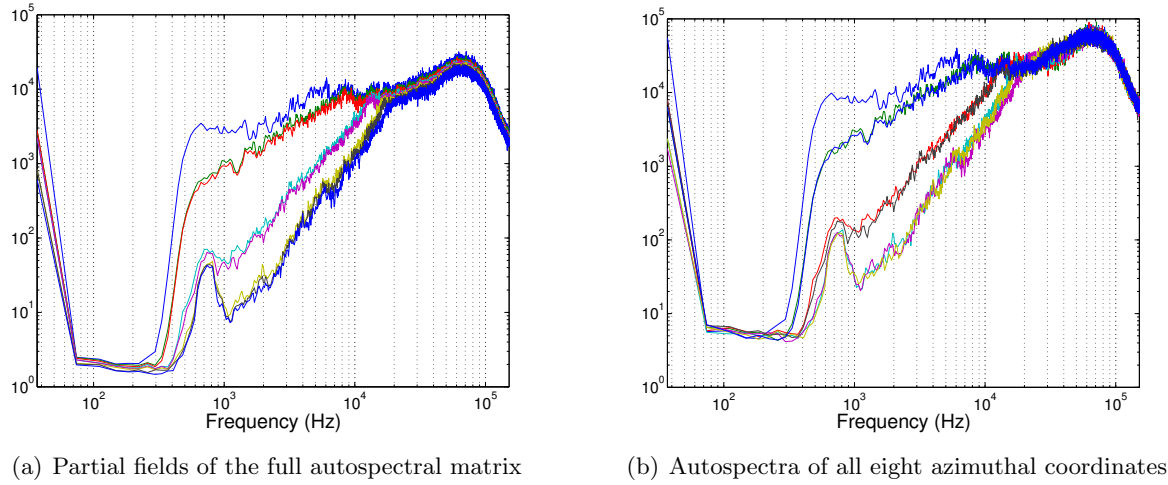 10^5
10^4
10^3
10^2
10^1
10^0
10^2 10^3 10^4 10^5
Frequency (Hz)
(a) Partial fields of the full autospectral matrix
10^5
10^4
10^3
10^2
10^1
10^0
10^2 10^3 10^4 10^5
Frequency (Hz)
(b) Autospectra of all eight azimuthal coordinates